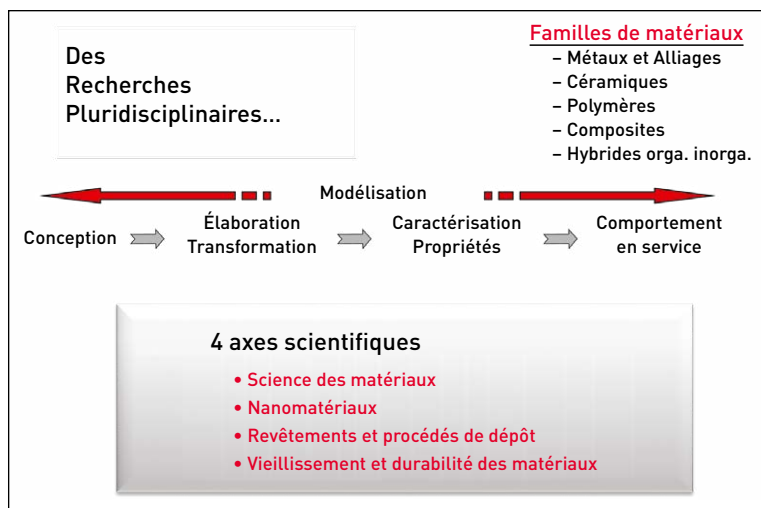 Des
Recherches
Pluridisciplinaires...
Familles de matériaux
– Métaux et Alliages
– Céramiques
– Polymères
– Composites
– Hybrides orga. inorga.
Modélisation
Conception
Élaboration
Transformation
Caractérisation
Propriétés
Comportement
en service
4 axes scientifiques
• Science des matériaux
• Nanomatériaux
• Revêtements et procédés de dépôt
• Vieillissement et durabilité des matériaux